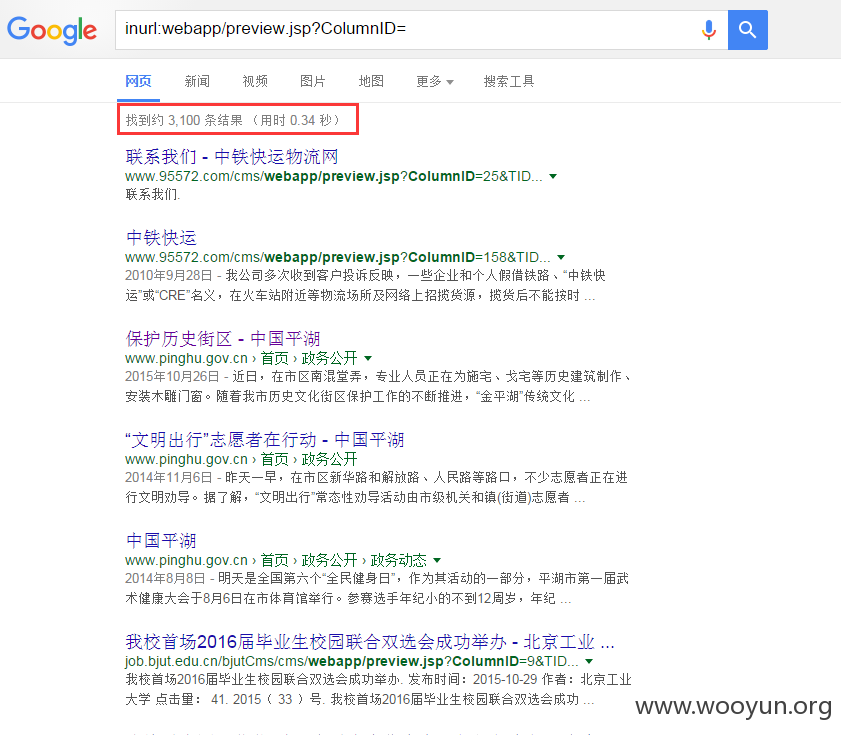 Google
inurl:webapp/preview.jsp?ColumnID=
网页 新闻 视频 图片 地图 更多 搜索工具
找到约 3,100 条结果 （用时 0.34 秒）
联系我们 - 中铁快运物流网
www.95572.com/cms/webapp/preview.jsp?ColumnID=25&TID...
联系我们.
中铁快运
www.95572.com/cms/webapp/preview.jsp?ColumnID=158&TID...
2010年9月28日 - 我公司多次收到客户投诉反映，一些企业和个人假借铁路、“中铁快
运”或“CRE”名义，在火车站附近等物流场所及网络上招揽货源，揽货后不能按时 ...
保护历史街区 - 中国平湖
www.pinghu.gov.cn › 首页 › 政务公开
2015年10月26日 - 近日，在市区南混堂弄，专业人员正在为施宅、戈宅等历史建筑制作、
安装木雕门窗。随着我市历史文化街区保护工作的不断推进，“金平湖”传统文化 ...
“文明出行”志愿者在行动 - 中国平湖
www.pinghu.gov.cn › 首页 › 政务公开
2014年11月6日 - 昨天一早，在市区新华路和解放路、人民路等路口，不少志愿者正在进
行文明劝导。据了解，“文明出行”常态性劝导活动由市级机关和镇(街道)志愿者 ...
中国平湖
www.pinghu.gov.cn › 首页 › 政务公开 › 政务动态
2014年8月8日 - 明天是全国第六个“全民健身日”，作为其活动的一部分，平湖市第一届武
术健康大会于8月6日在市体育馆举行。参赛选手年纪小的不到12周岁，年纪 ...
我校首场2016届毕业生校园联合双选会成功举办 - 北京工业 ...
job.bjut.edu.cn/bjutCms/cms/webapp/preview.jsp?ColumnID=9&TID...
我校首场2016届毕业生校园联合双选会成功举办. 发布时间：2015-10-29 作者：北京工业
大学 点击量： 41. 2015（ 33 ）号. 我校首场2016届毕业生校园联合双选会成功 ...
www.wooyun.org